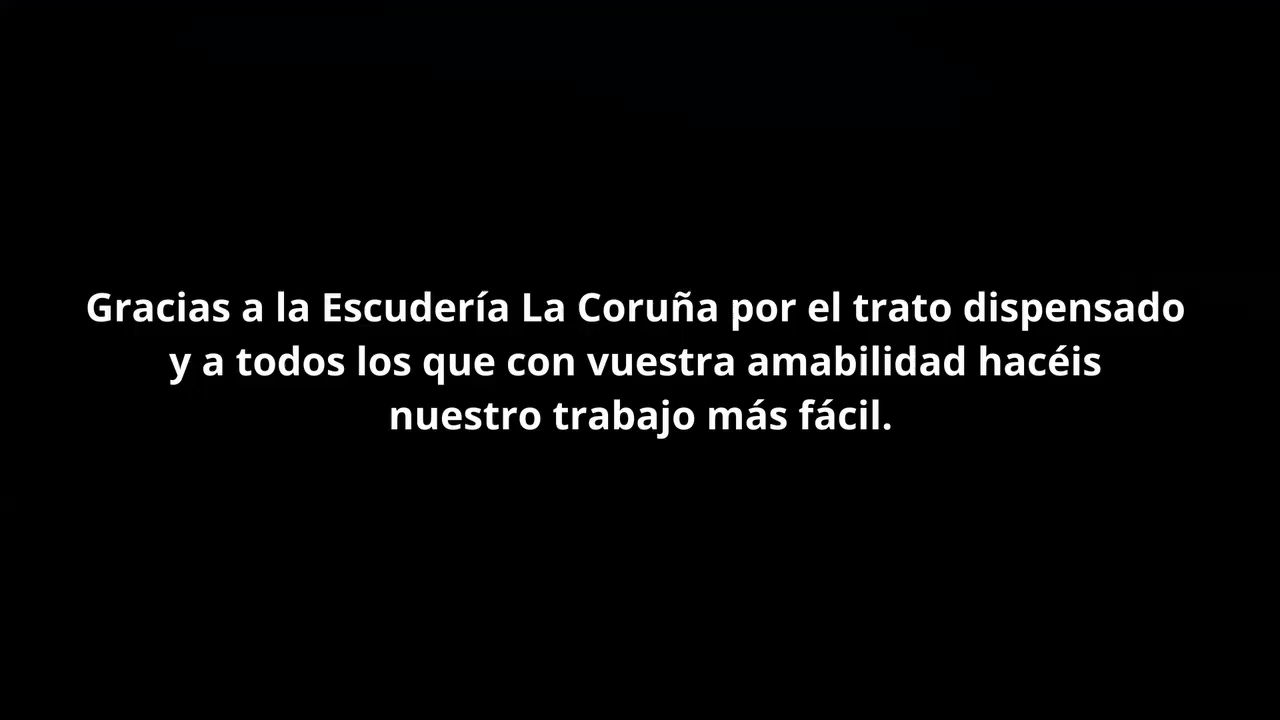 Gracias a la Escudería La Coruña por el trato dispensado
y a todos los que con vuestra amabilidad hacéis
nuestro trabajo más fácil.